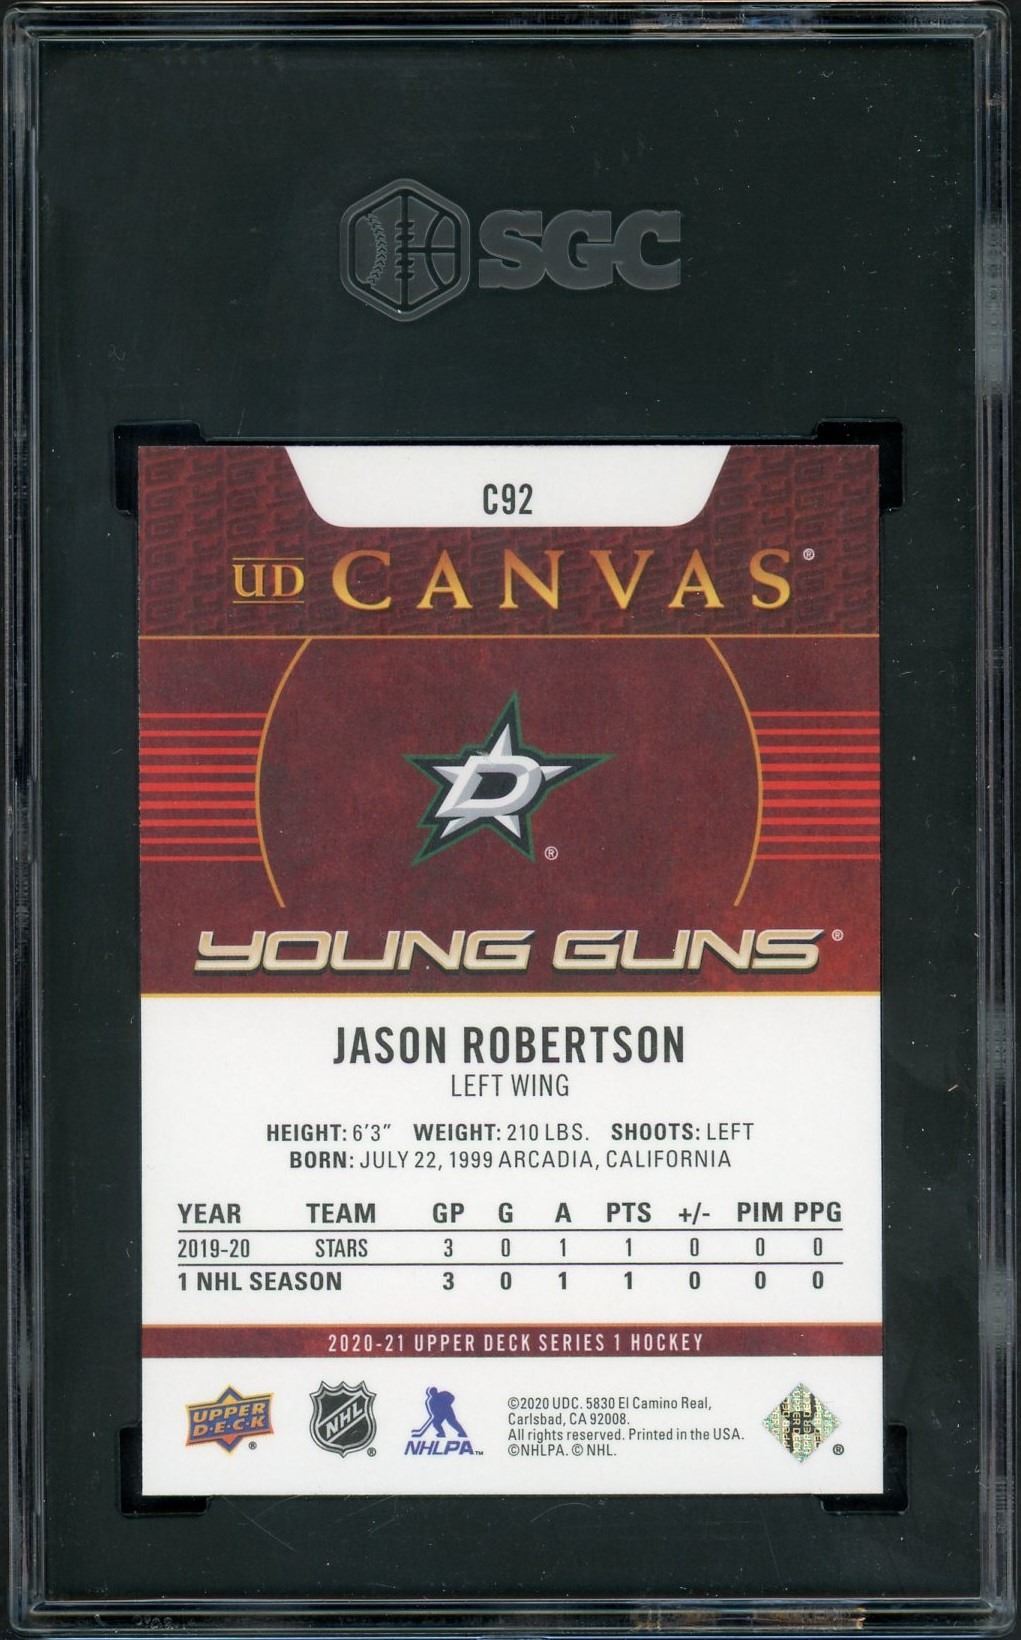 SGC
C92
UD CANVAS®
D
®
YOUNG GUNS®
JASON ROBERTSON
LEFT WING
HEIGHT: 6'3" WEIGHT: 210 LBS. SHOOTS: LEFT
BORN: JULY 22, 1999 ARCADIA, CALIFORNIA
YEAR TEAM GP G A PTS +/- PIM PPG
2019-20 STARS 3 0 1 1 0 0 0
1 NHL SEASON 3 0 1 1 0 0 0
2020-21 UPPER DECK SERIES 1 HOCKEY
UPPER DECK ®
NHL ®
NHLPA™
©2020 UDC. 5830 El Camino Real,
Carlsbad, CA 92008.
All rights reserved. Printed in the USA.
©NHLPA. © NHL.
®